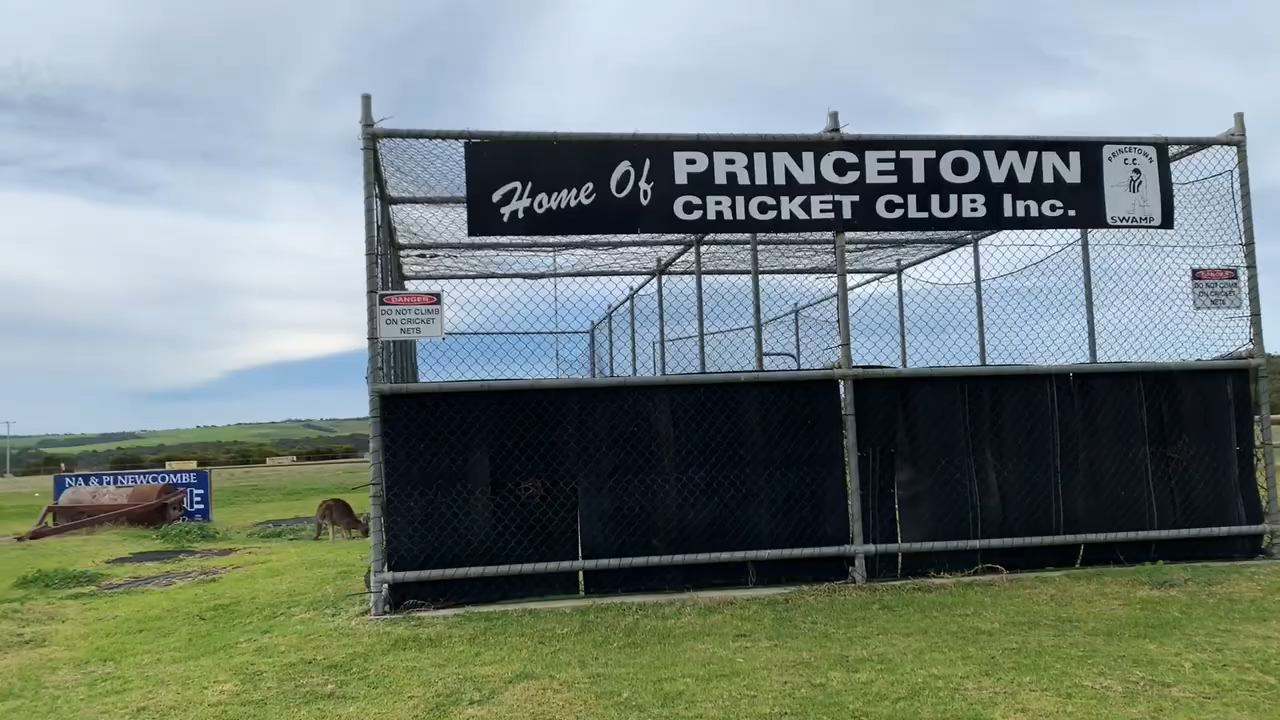 Home Of PRINCETOWN
CRICKET CLUB Inc.
PRINCETOWN
C.C.
SWAMP
DANGER
DO NOT CLIMB
ON CRICKET
NETS
DANGER
DO NOT CLIMB
ON CRICKET
NETS
NA & PJ NEWCOMBE